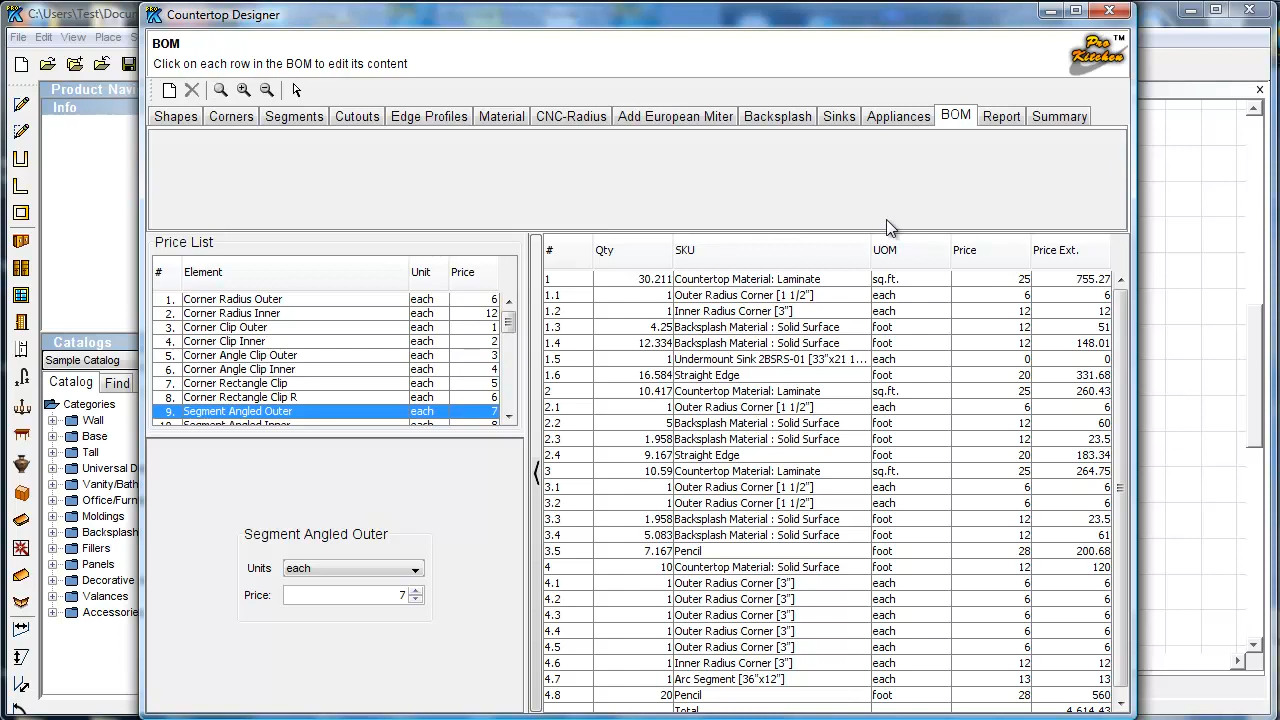 C:\Users\Test\Docum
Countertop Designer
File Edit View Place
BOM
Click on each row in the BOM to edit its content
Pro Kitchen™
Product Navi
Info
Shapes Corners Segments Cutouts Edge Profiles Material CNC-Radius Add European Miter Backsplash Sinks Appliances BOM Report Summary
Price List
# Element Unit Price
1. Corner Radius Outer each 6
2. Corner Radius Inner each 12
3. Corner Clip Outer each 1
4. Corner Clip Inner each 2
5. Corner Angle Clip Outer each 3
6. Corner Angle Clip Inner each 4
7. Corner Rectangle Clip each 5
8. Corner Rectangle Clip R each 6
9. Segment Angled Outer each 7
10. Segment Angled Inner each 8
Segment Angled Outer
Units each
Price: 7
Catalogs
Sample Catalog
Catalog Find
Categories
Wall
Base
Tall
Universal D
Vanity/Bath
Office/Furn
Moldings
Backsplash
Fillers
Panels
Decorative
Valances
Accessorie
# Qty SKU UOM Price Price Ext.
1 30.211 Countertop Material: Laminate sq.ft. 25 755.27
1.1 1 Outer Radius Corner [1 1/2"] each 6 6
1.2 1 Inner Radius Corner [3"] each 12 12
1.3 4.25 Backsplash Material : Solid Surface foot 12 51
1.4 12.334 Backsplash Material : Solid Surface foot 12 148.01
1.5 1 Undermount Sink 2BSRS-01 [33"x21 1... each 0 0
1.6 16.584 Straight Edge foot 20 331.68
2 10.417 Countertop Material: Laminate sq.ft. 25 260.43
2.1 1 Outer Radius Corner [1 1/2"] each 6 6
2.2 5 Backsplash Material : Solid Surface foot 12 60
2.3 1.958 Backsplash Material : Solid Surface foot 12 23.5
2.4 9.167 Straight Edge foot 20 183.34
3 10.59 Countertop Material: Laminate sq.ft. 25 264.75
3.1 1 Outer Radius Corner [1 1/2"] each 6 6
3.2 1 Outer Radius Corner [1 1/2"] each 6 6
3.3 1.958 Backsplash Material : Solid Surface foot 12 23.5
3.4 5.083 Backsplash Material : Solid Surface foot 12 61
3.5 7.167 Pencil foot 28 200.68
4 10 Countertop Material: Solid Surface foot 12 120
4.1 1 Outer Radius Corner [3"] each 6 6
4.2 1 Outer Radius Corner [3"] each 6 6
4.3 1 Outer Radius Corner [3"] each 6 6
4.4 1 Outer Radius Corner [3"] each 6 6
4.5 1 Outer Radius Corner [3"] each 6 6
4.6 1 Inner Radius Corner [3"] each 12 12
4.7 1 Arc Segment [36"x12"] each 13 13
4.8 20 Pencil foot 28 560
Total 4,614.43